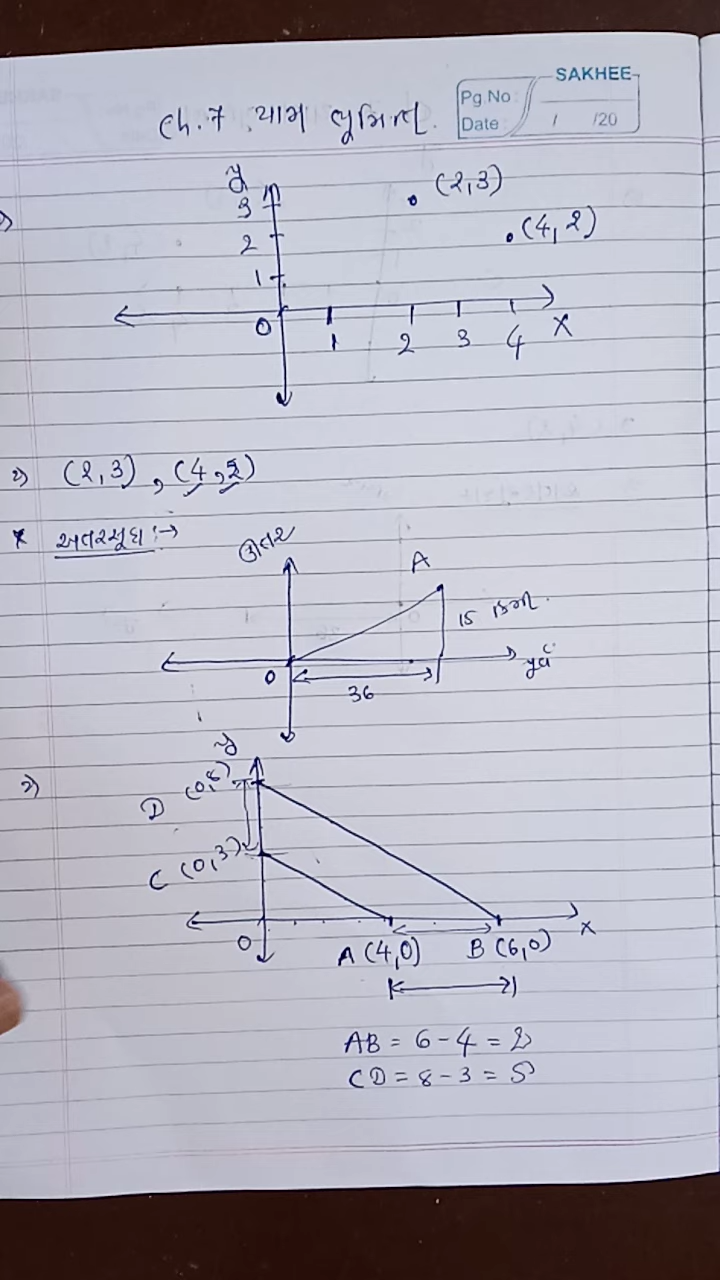 SAKHEE
Pg.No
Date / /20
Ch. 7 યામ ભૂમિતિ.
y
3
2
1
0
1 2 3 4 X
(2,3)
(4,2)
૨) (2,3) , (4,2)
* અંતરસૂત્ર :→
ઉત્તર
A
15 કિમી.
0
36
પૂર્વ
y
D (0,8)
C (0,3)
0
A (4,0) B (6,0)
x
AB = 6 - 4 = 2
CD = 8 - 3 = 5